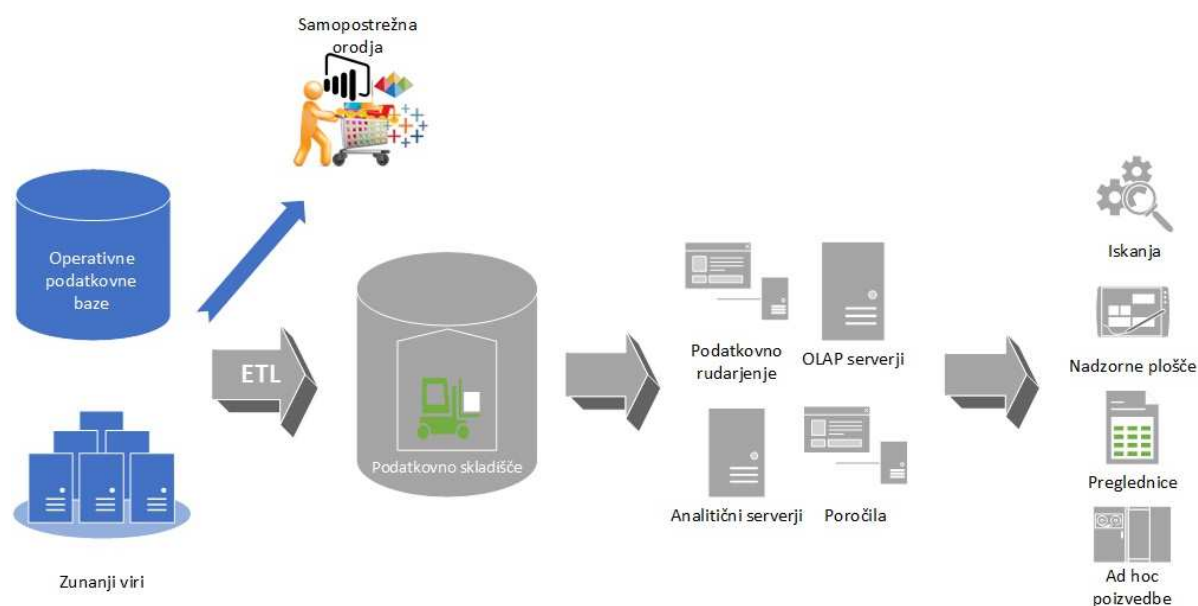 Samopostrežna
orodja
Operativne
podatkovne
baze
Zunanji viri
ETL
Podatkovno skladišče
Podatkovno
rudarjenje
OLAP serverji
Analitični serverji
Poročila
Iskanja
Nadzorne plošče
Preglednice
Ad hoc
poizvedbe